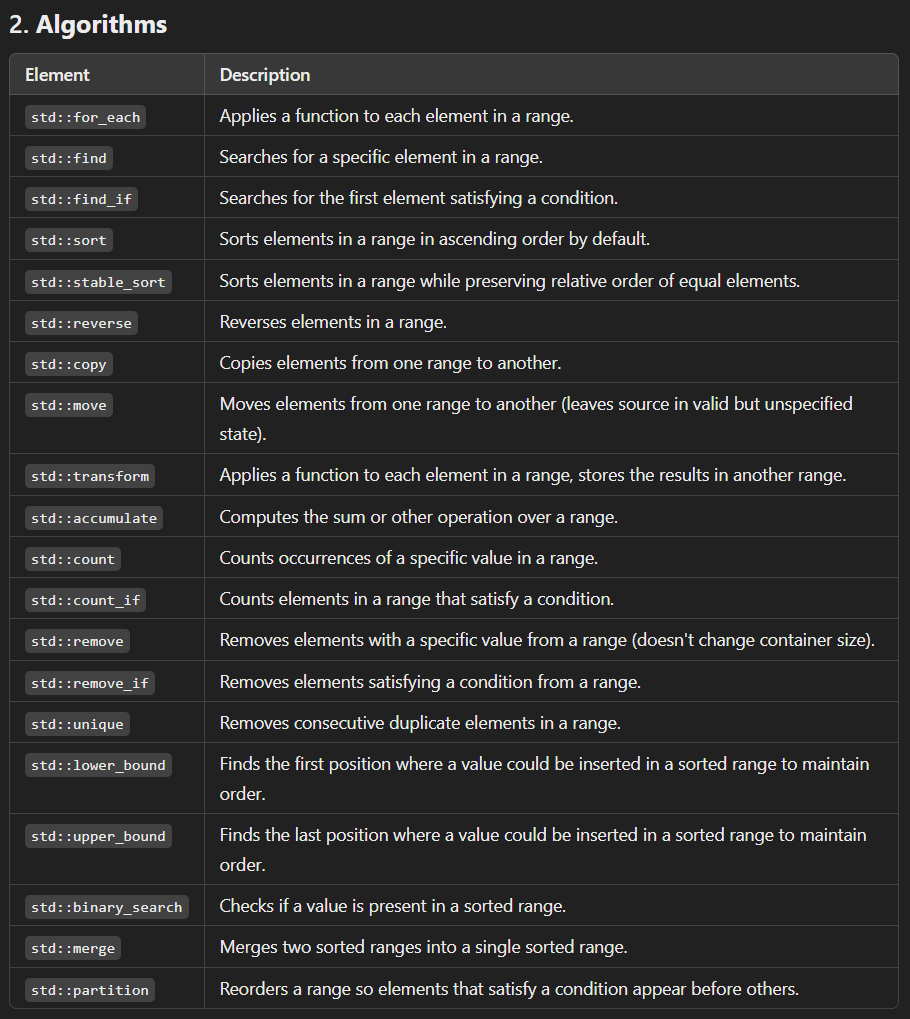 2. Algorithms
Element Description
std::for_each Applies a function to each element in a range.
std::find Searches for a specific element in a range.
std::find_if Searches for the first element satisfying a condition.
std::sort Sorts elements in a range in ascending order by default.
std::stable_sort Sorts elements in a range while preserving relative order of equal elements.
std::reverse Reverses elements in a range.
std::copy Copies elements from one range to another.
std::move Moves elements from one range to another (leaves source in valid but unspecified
state).
std::transform Applies a function to each element in a range, stores the results in another range.
std::accumulate Computes the sum or other operation over a range.
std::count Counts occurrences of a specific value in a range.
std::count_if Counts elements in a range that satisfy a condition.
std::remove Removes elements with a specific value from a range (doesn't change container size).
std::remove_if Removes elements satisfying a condition from a range.
std::unique Removes consecutive duplicate elements in a range.
std::lower_bound Finds the first position where a value could be inserted in a sorted range to maintain
order.
std::upper_bound Finds the last position where a value could be inserted in a sorted range to maintain
order.
std::binary_search Checks if a value is present in a sorted range.
std::merge Merges two sorted ranges into a single sorted range.
std::partition Reorders a range so elements that satisfy a condition appear before others.